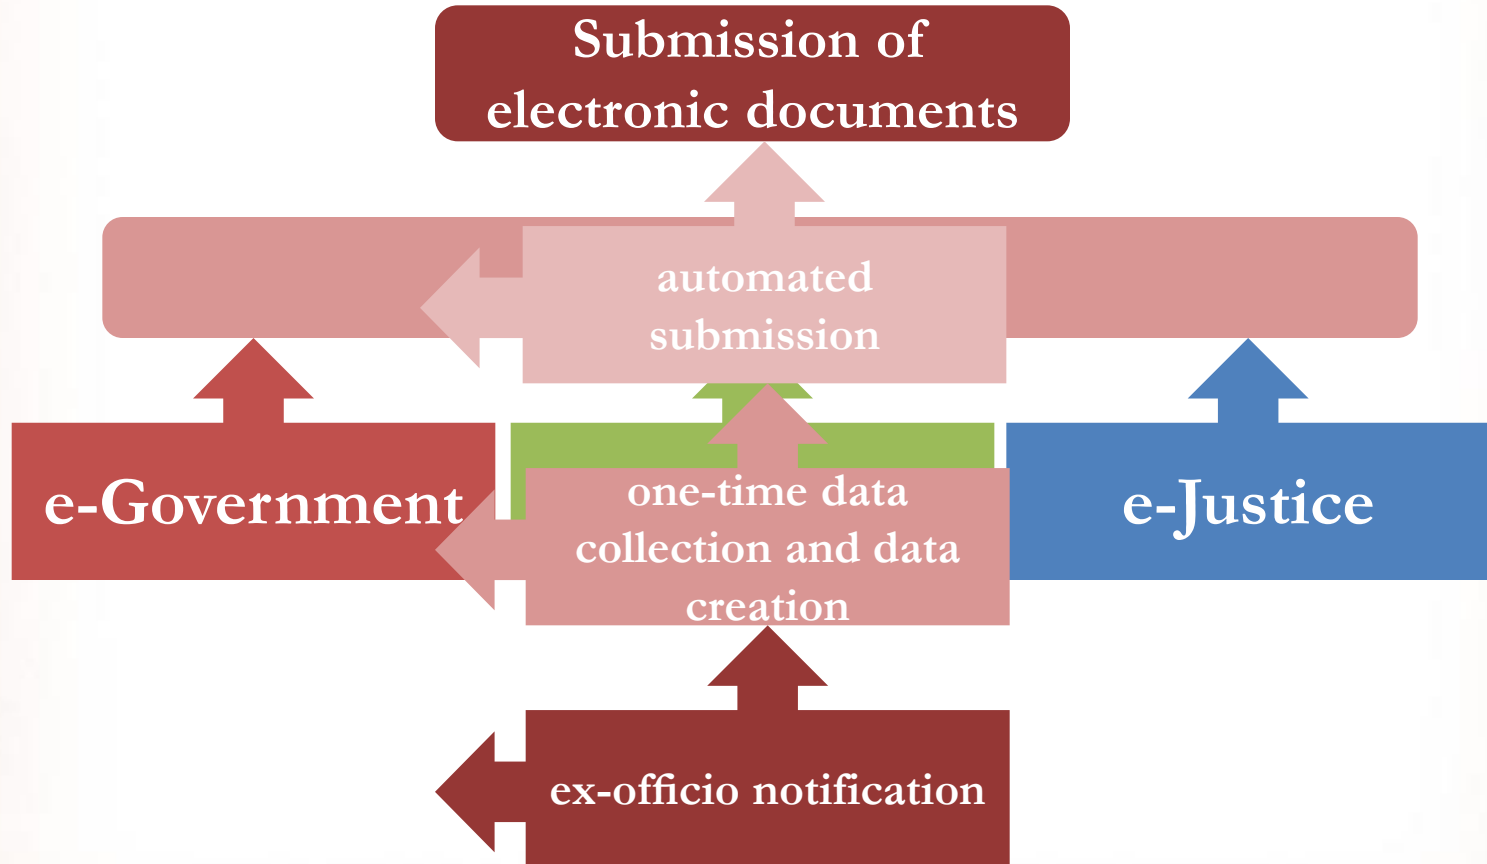 Submission of
electronic documents
automated
submission
e-Government
one-time data
collection and data
creation
e-Justice
ex-officio notification